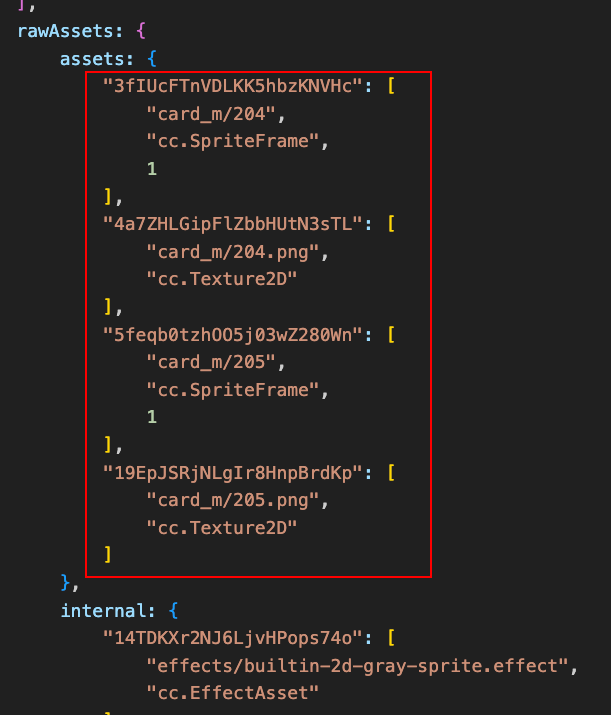 ],
rawAssets: {
assets: {
"3fIUcFTnVDLKK5hbzKNVHc": [
"card_m/204",
"cc.SpriteFrame",
1
],
"4a7ZHLGipFlZbbHUtN3sTL": [
"card_m/204.png",
"cc.Texture2D"
],
"5feqb0tzhOO5j03wZ280Wn": [
"card_m/205",
"cc.SpriteFrame",
1
],
"19EpJSRjNLgIr8HnpBrdKp": [
"card_m/205.png",
"cc.Texture2D"
]
},
internal: {
"14TDKXr2NJ6LjvHPops74o": [
"effects/builtin-2d-gray-sprite.effect",
"cc.EffectAsset"
]